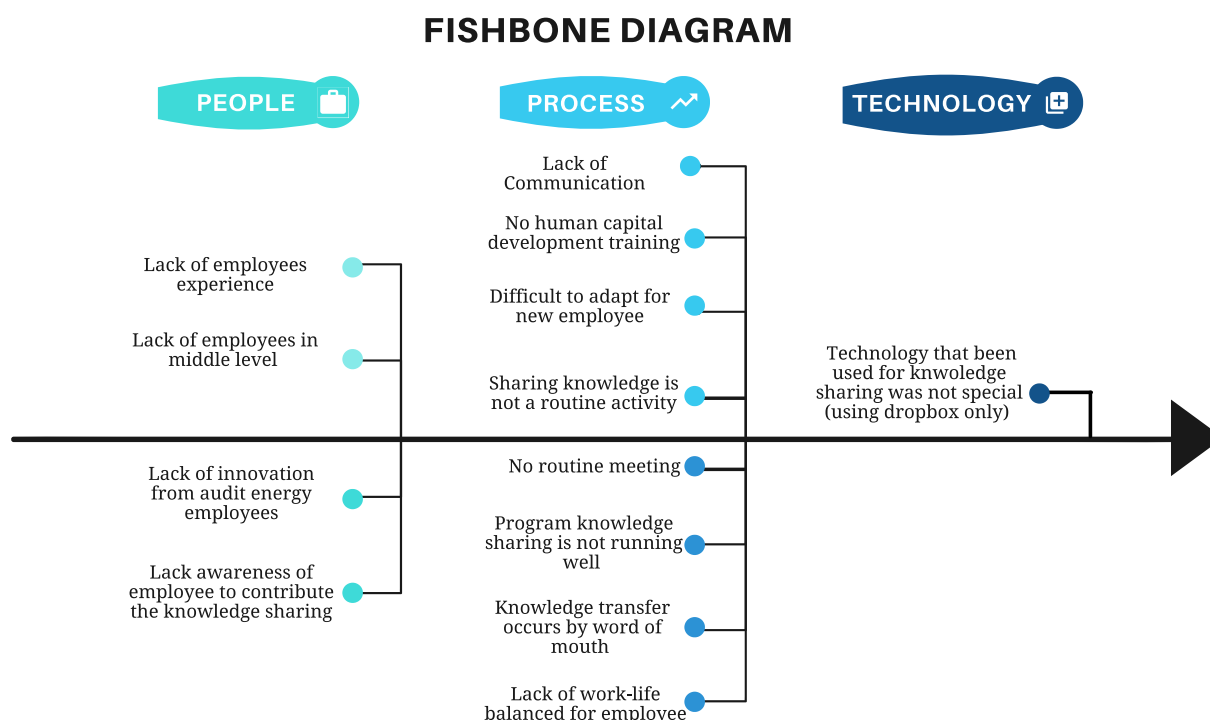 FISHBONE DIAGRAM
PEOPLE
PROCESS
TECHNOLOGY
Lack of employees
experience
Lack of employees in
middle level
Lack of innovation
from audit energy
employees
Lack awareness of
employee to contribute
the knowledge sharing
Lack of
Communication
No human capital
development training
Difficult to adapt for
new employee
Sharing knowledge is
not a routine activity
No routine meeting
Program knowledge
sharing is not running
well
Knowledge transfer
occurs by word of
mouth
Lack of work-life
balanced for employee
Technology that been
used for knwoledge
sharing was not special
(using dropbox only)